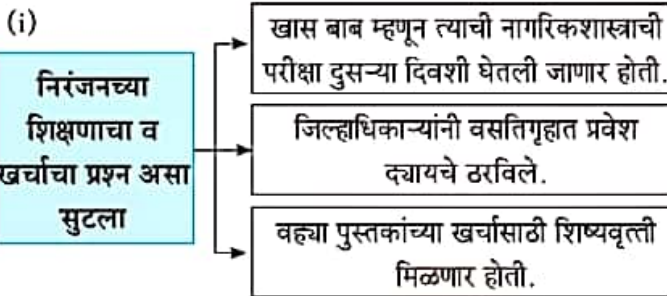 (i)
निरंजनच्या
शिक्षणाचा व
खर्चाचा प्रश्न असा
सुटला
खास बाब म्हणून त्याची नागरिकशास्त्राची
परीक्षा दुसऱ्या दिवशी घेतली जाणार होती.
जिल्हाधिकाऱ्यांनी वसतिगृहात प्रवेश
द्यायचे ठरविले.
वह्या पुस्तकांच्या खर्चासाठी शिष्यवृत्ती
मिळणार होती.